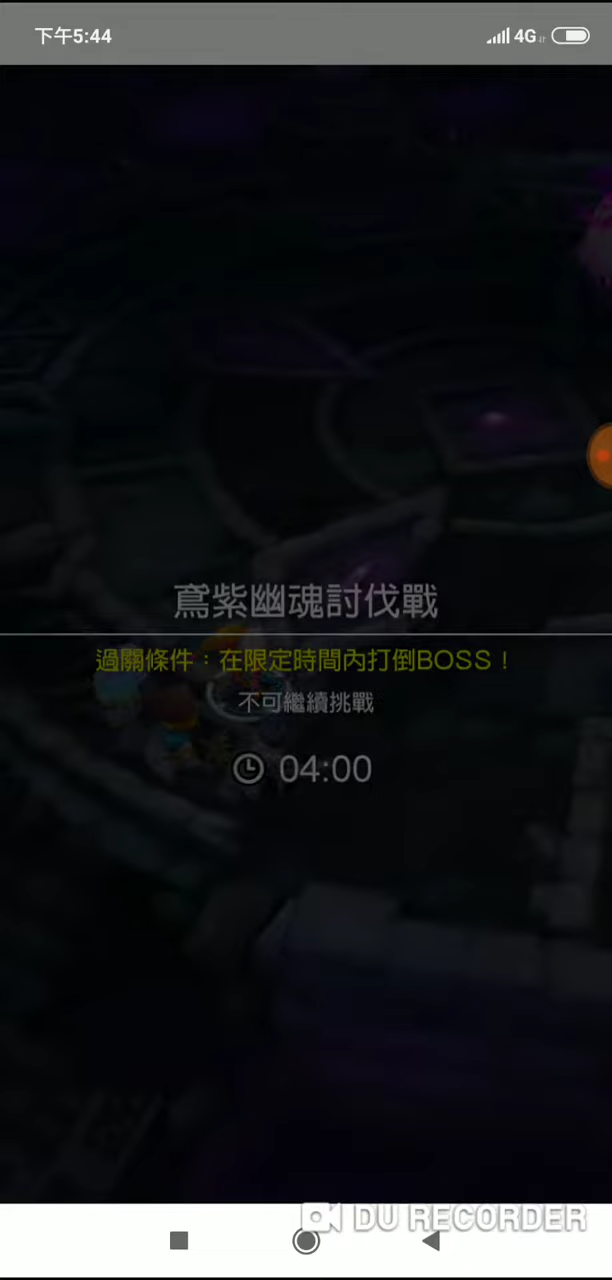 下午5:44
4G
鳶紫幽魂討伐戰
過關條件：在限定時間內打倒BOSS！
不可繼續挑戰
04:00
DU RECORDER